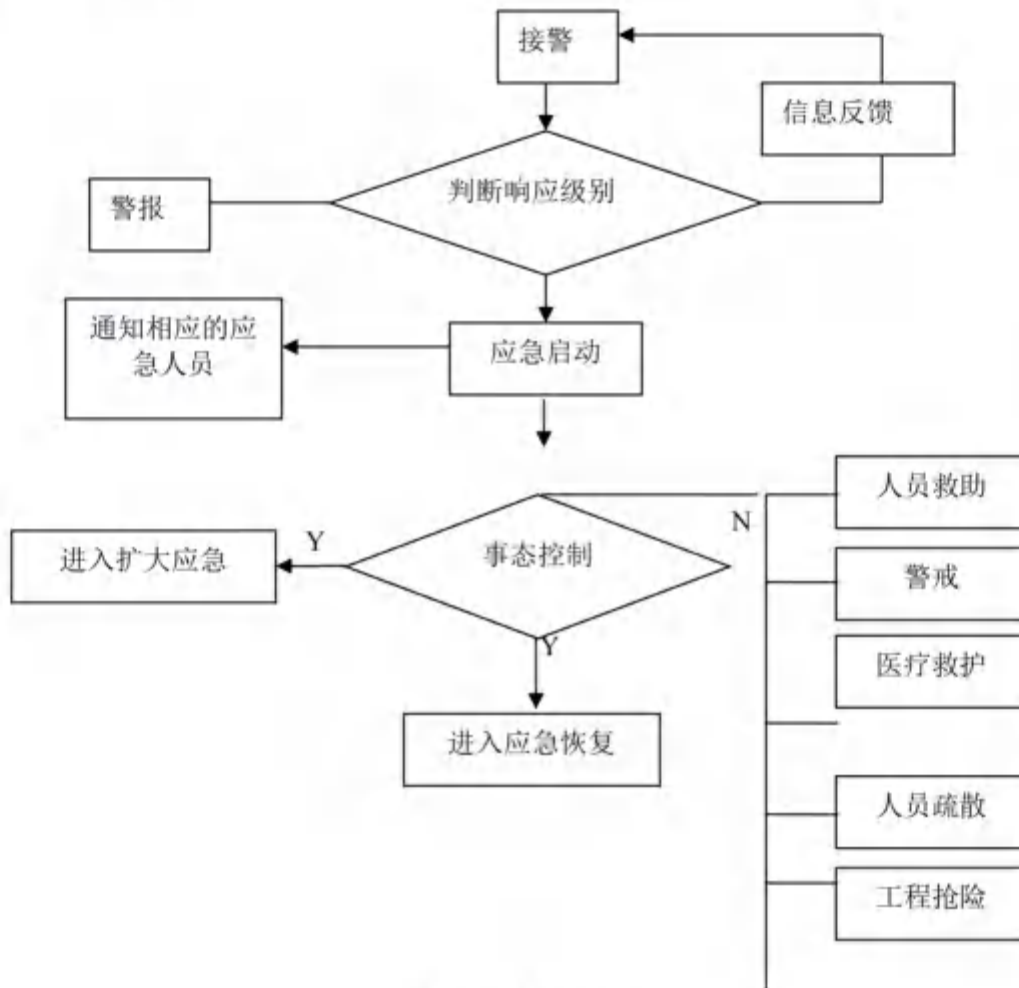 接警
信息反馈
判断响应级别
警报
通知相应的应
急人员
应急启动
人员救助
N
事态控制
Y
进入扩大应急
警戒
医疗救护
Y
进入应急恢复
人员疏散
工程抢险